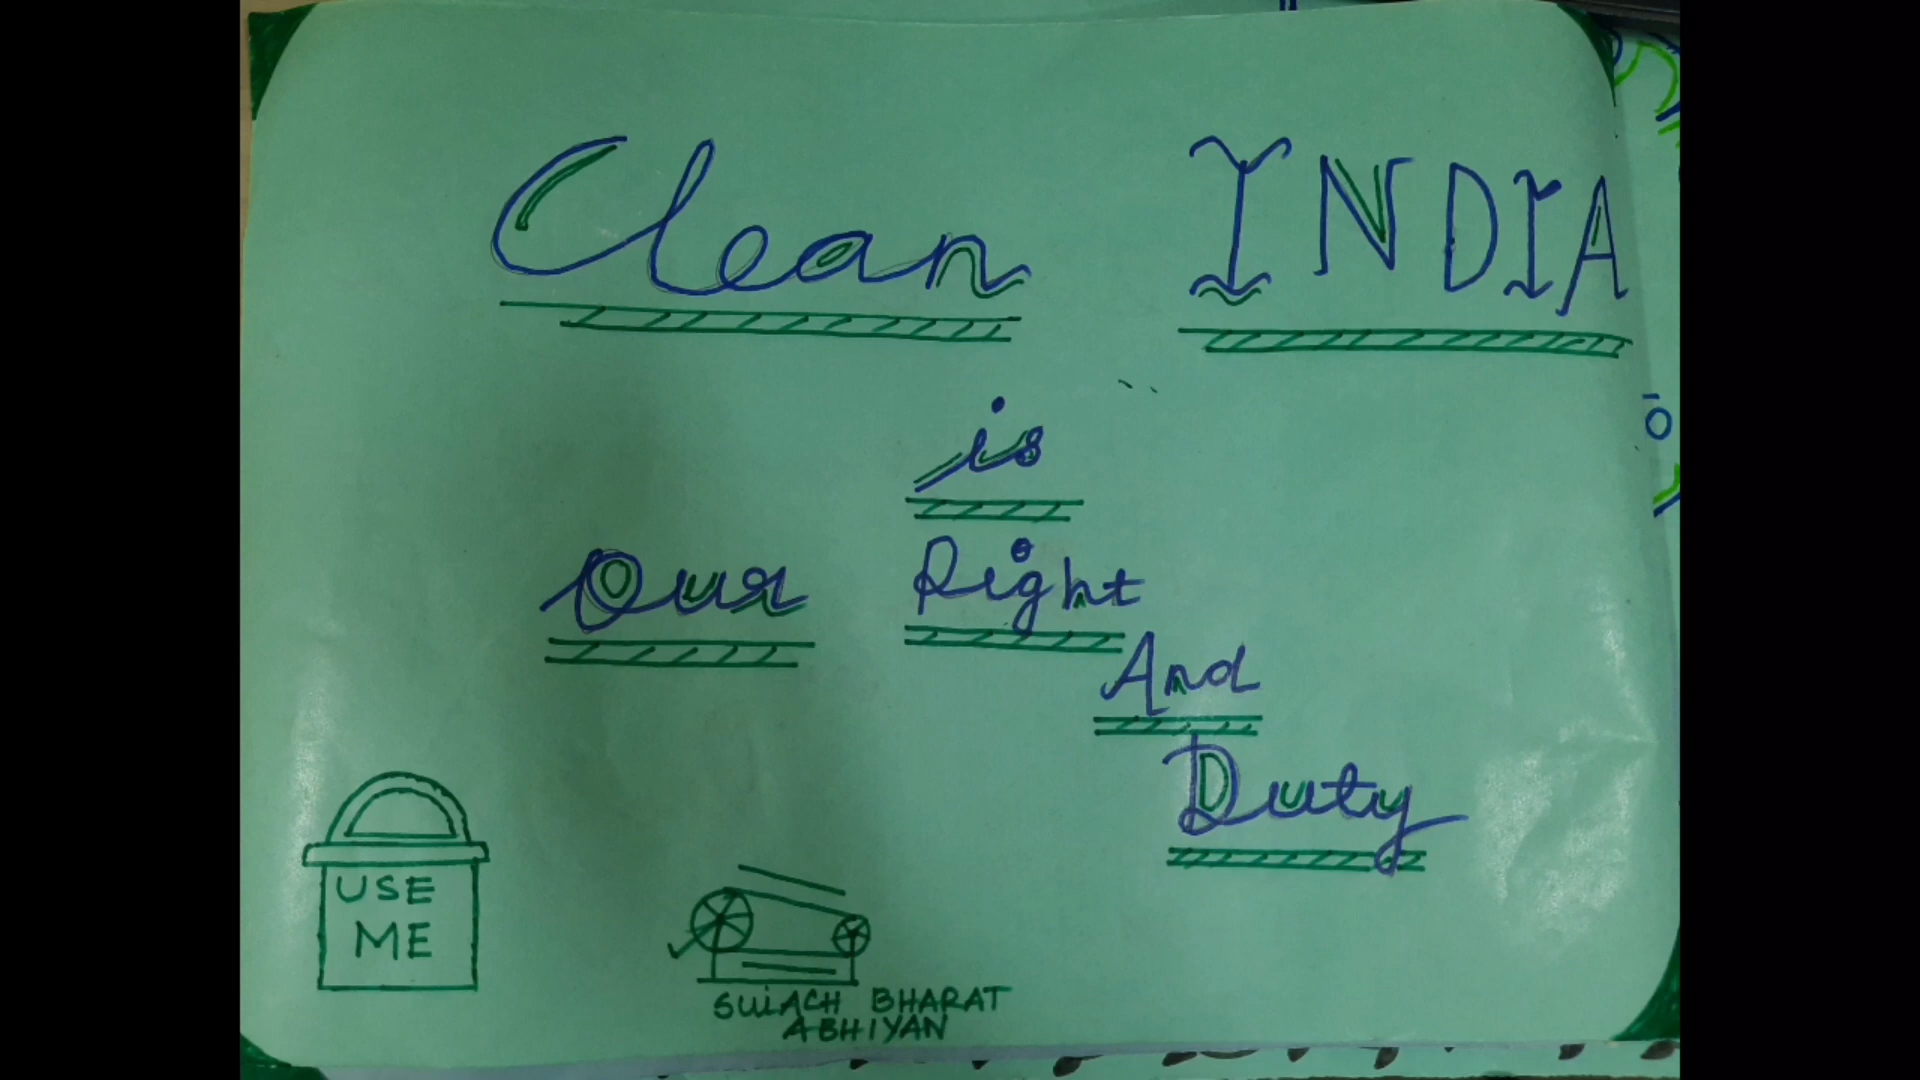 Clean INDIA
is
Our Right
And
Duty
USE
ME
SWACH BHARAT
ABHIYAN